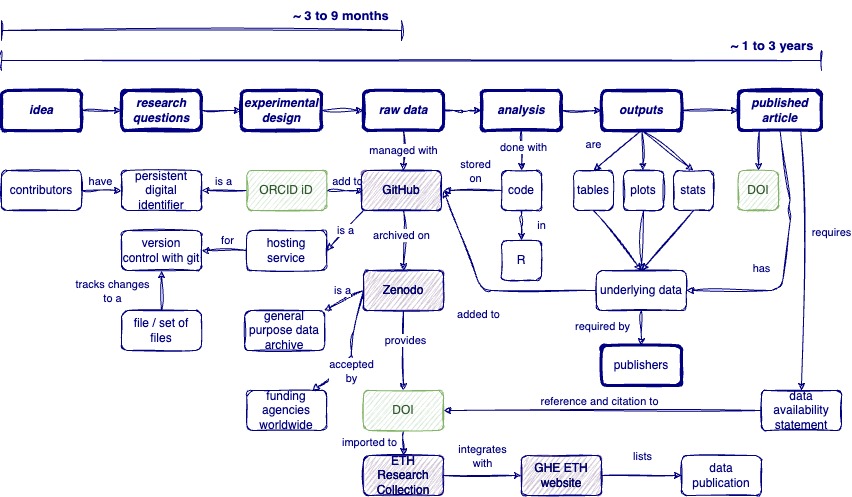 ~ 3 to 9 months
~ 1 to 3 years
idea
research
questions
experimental
design
raw data
analysis
outputs
published
article
managed with
done with
are
contributors
have
persistent
digital
identifier
is a
ORCID iD
add to
GitHub
stored
on
code
tables
plots
stats
DOI
requires
version
control with git
for
hosting
service
is a
archived on
in
R
has
tracks changes
to a
file / set of
files
is a
Zenodo
added to
underlying data
general
purpose data
archive
provides
required by
publishers
accepted
by
funding
agencies
worldwide
DOI
reference and citation to
data
availability
statement
imported to
ETH
Research
Collection
integrates
with
GHE ETH
website
lists
data
publication